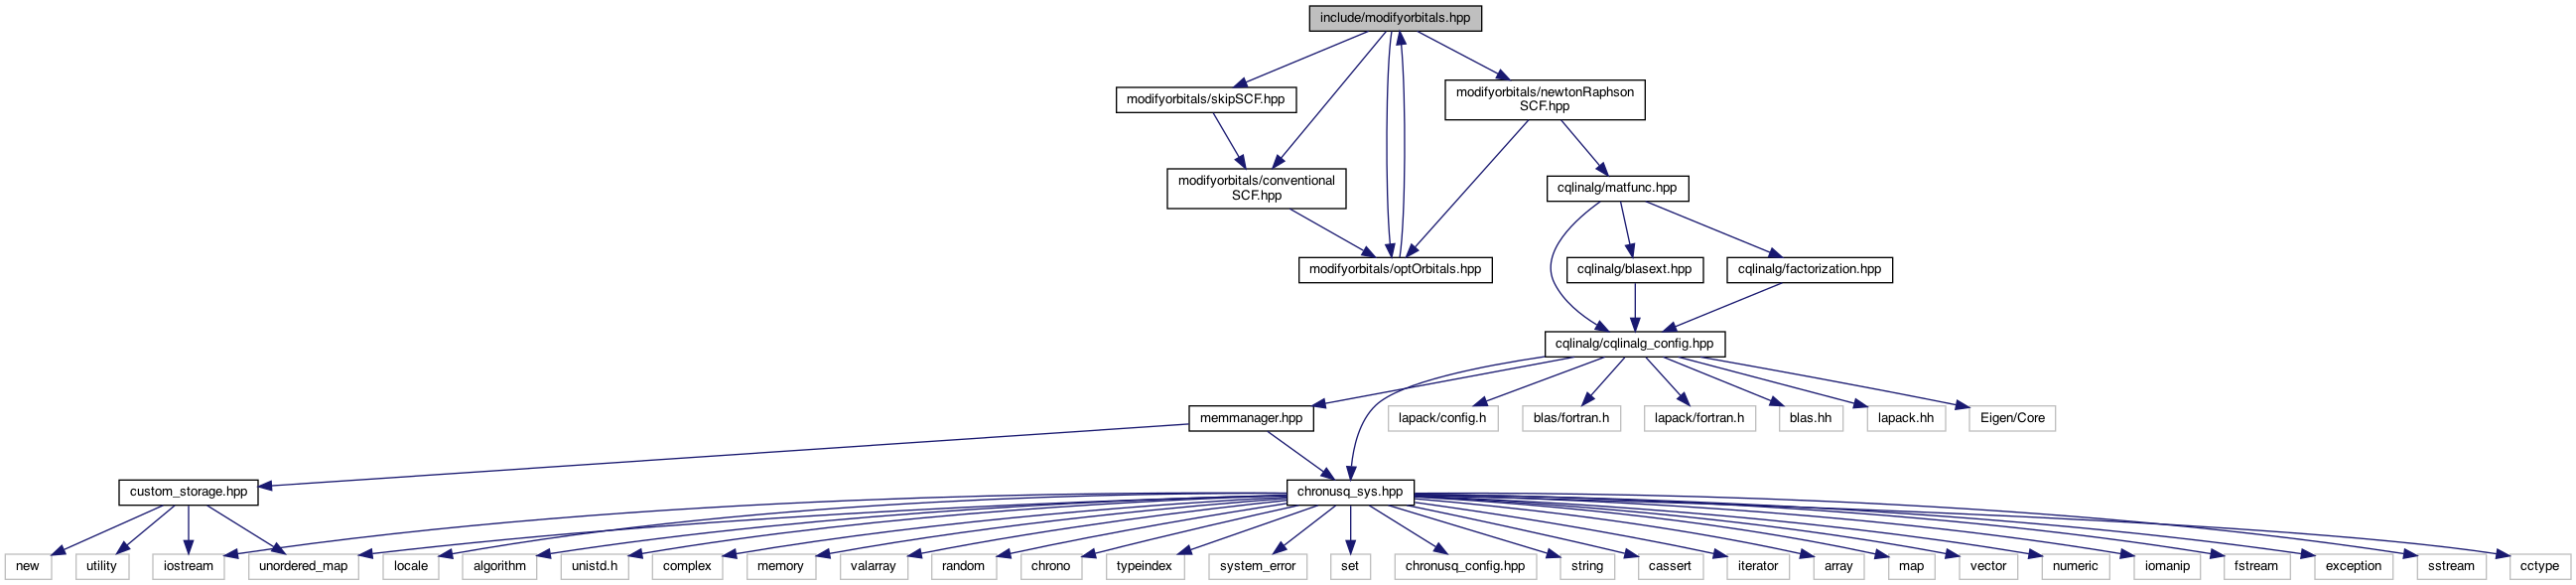 include/modifyorbitals.hpp
modifyorbitals/skipSCF.hpp
modifyorbitals/newtonRaphson
SCF.hpp
modifyorbitals/conventional
SCF.hpp
cqlinalg/matfunc.hpp
modifyorbitals/optOrbitals.hpp
cqlinalg/blasext.hpp
cqlinalg/factorization.hpp
cqlinalg/cqlinalg_config.hpp
memmanager.hpp
lapack/config.h
blas/fortran.h
lapack/fortran.h
blas.hh
lapack.hh
Eigen/Core
custom_storage.hpp
chronusq_sys.hpp
new
utility
iostream
unordered_map
locale
algorithm
unistd.h
complex
memory
valarray
random
chrono
typeindex
system_error
set
chronusq_config.hpp
string
cassert
iterator
array
map
vector
numeric
iomanip
fstream
exception
sstream
cctype